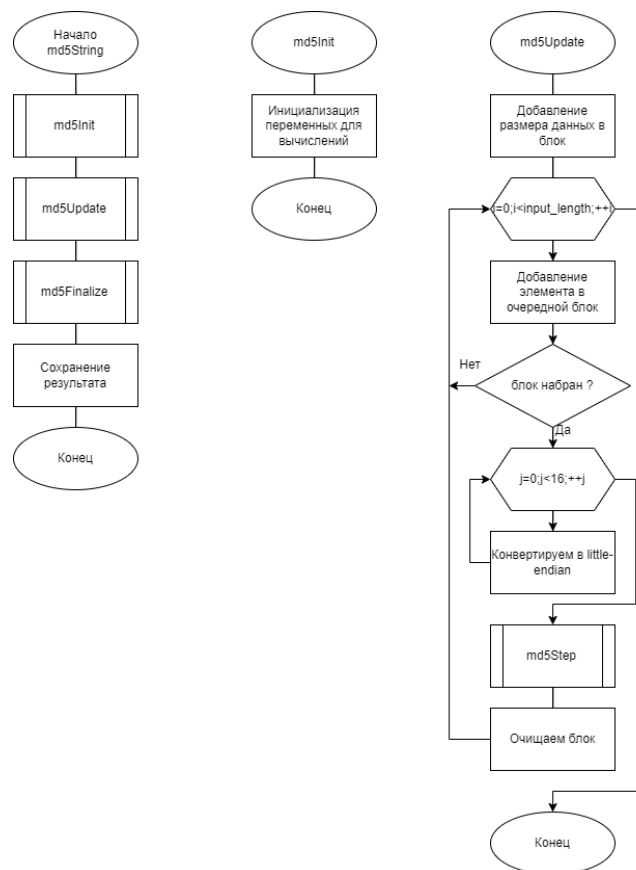 Начало
md5String
md5Init
md5Update
md5Finalize
Сохранение
результата
Конец
md5Init
Инициализация
переменных для
вычислений
Конец
md5Update
Добавление
размера данных в
блок
i=0;i<input_length;++i
Добавление
элемента в
очередной блок
Нет
блок набран ?
Да
j=0;j<16;++j
Конвертируем в little-
endian
md5Step
Очищаем блок
Конец